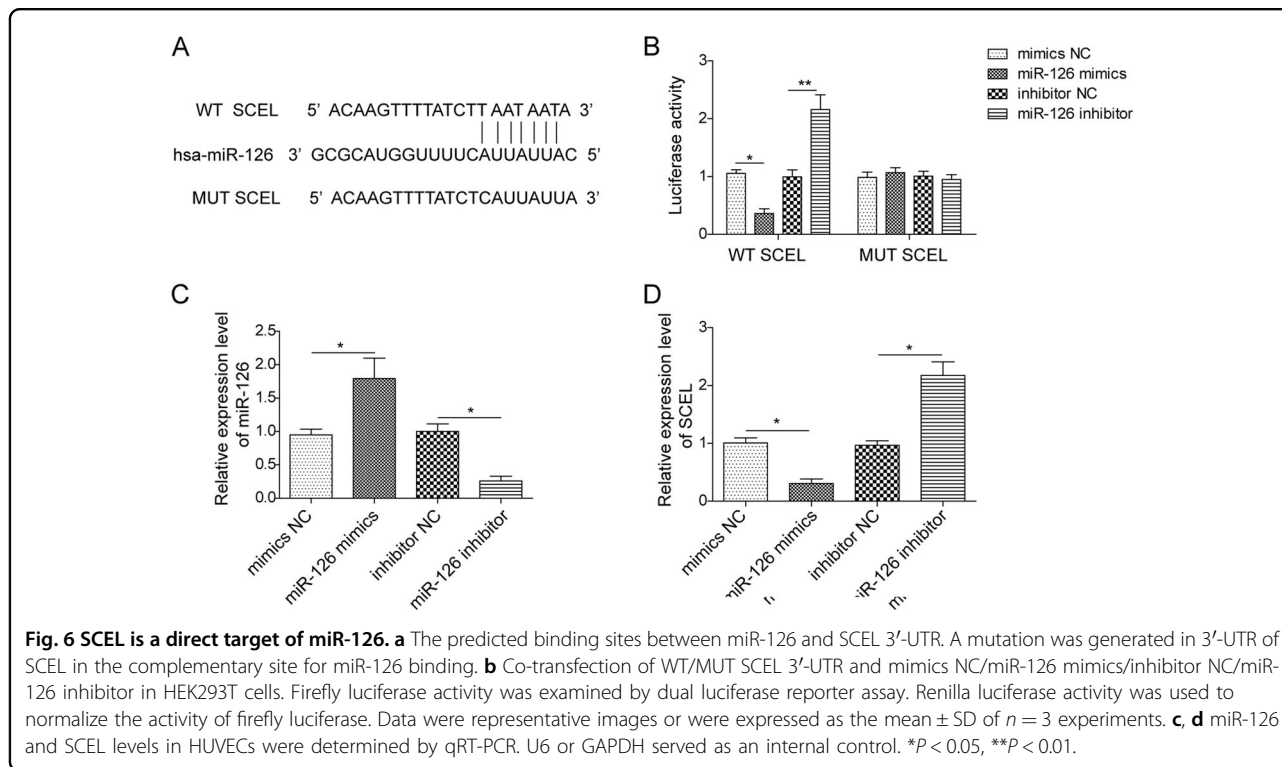 A
WT SCEL 5' ACAAGTTTTATCTTAATAATA 3'
hsa-miR-126 3' GCGCAUGGUUUUCAUUAUUAC 5'
MUT SCEL 5' ACAAGTTTTATCTCATTATTA 3'
B
mimics NC
miR-126 mimics
inhibitor NC
miR-126 inhibitor
Luciferase activity
3
2
1
0
*
**
WT SCEL MUT SCEL
C
Relative expression level
of miR-126
2.5
2.0
1.5
1.0
0.5
0.0
*
*
mimics NC
miR-126 mimics
inhibitor NC
miR-126 inhibitor
D
Relative expression level
of SCEL
3
2
1
0
*
*
mimics NC
miR-126 mimics
inhibitor NC
miR-126 inhibitor
Fig. 6 SCEL is a direct target of miR-126. a The predicted binding sites between miR-126 and SCEL 3′-UTR. A mutation was generated in 3′-UTR of
SCEL in the complementary site for miR-126 binding. b Co-transfection of WT/MUT SCEL 3′-UTR and mimics NC/miR-126 mimics/inhibitor NC/miR-
126 inhibitor in HEK293T cells. Firefly luciferase activity was examined by dual luciferase reporter assay. Renilla luciferase activity was used to
normalize the activity of firefly luciferase. Data were representative images or were expressed as the mean ± SD of n = 3 experiments. c, d miR-126
and SCEL levels in HUVECs were determined by qRT-PCR. U6 or GAPDH served as an internal control. *P < 0.05, **P < 0.01.